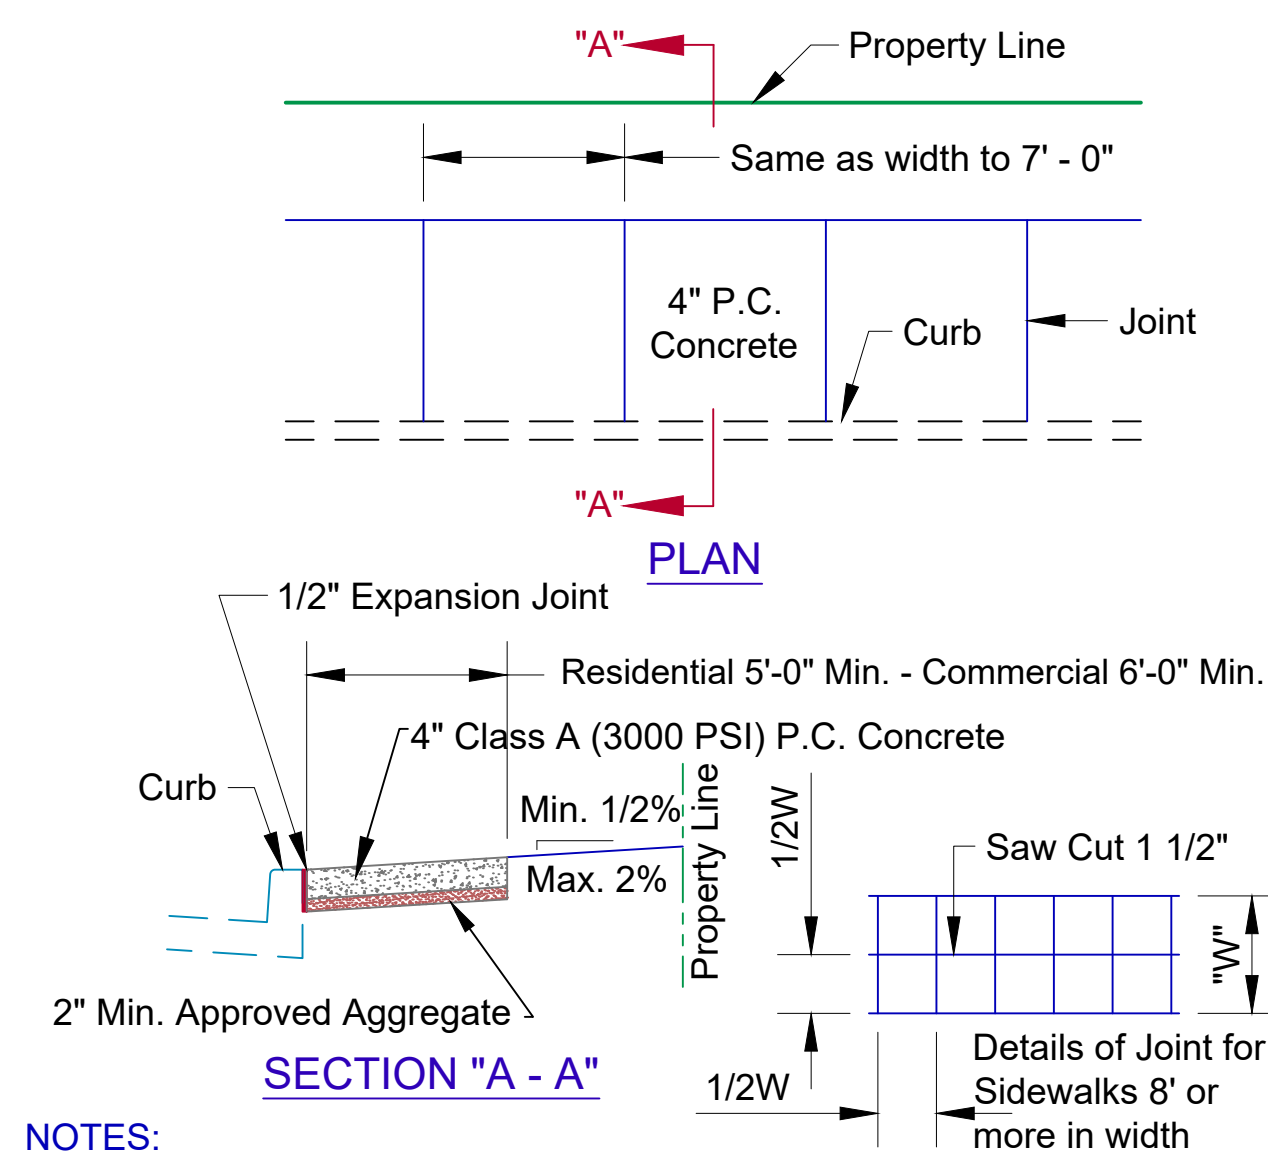 "A"
Property Line
Same as width to 7' - 0"
4" P.C.
Concrete
Curb
Joint
"A"
PLAN
1/2" Expansion Joint
Residential 5'-0" Min. - Commercial 6'-0" Min.
4" Class A (3000 PSI) P.C. Concrete
Curb
Min. 1/2%
Max. 2%
Property Line
2" Min. Approved Aggregate
SECTION "A - A"
1/2W
Saw Cut 1 1/2"
"W"
1/2W
Details of Joint for
Sidewalks 8' or
more in width
NOTES: